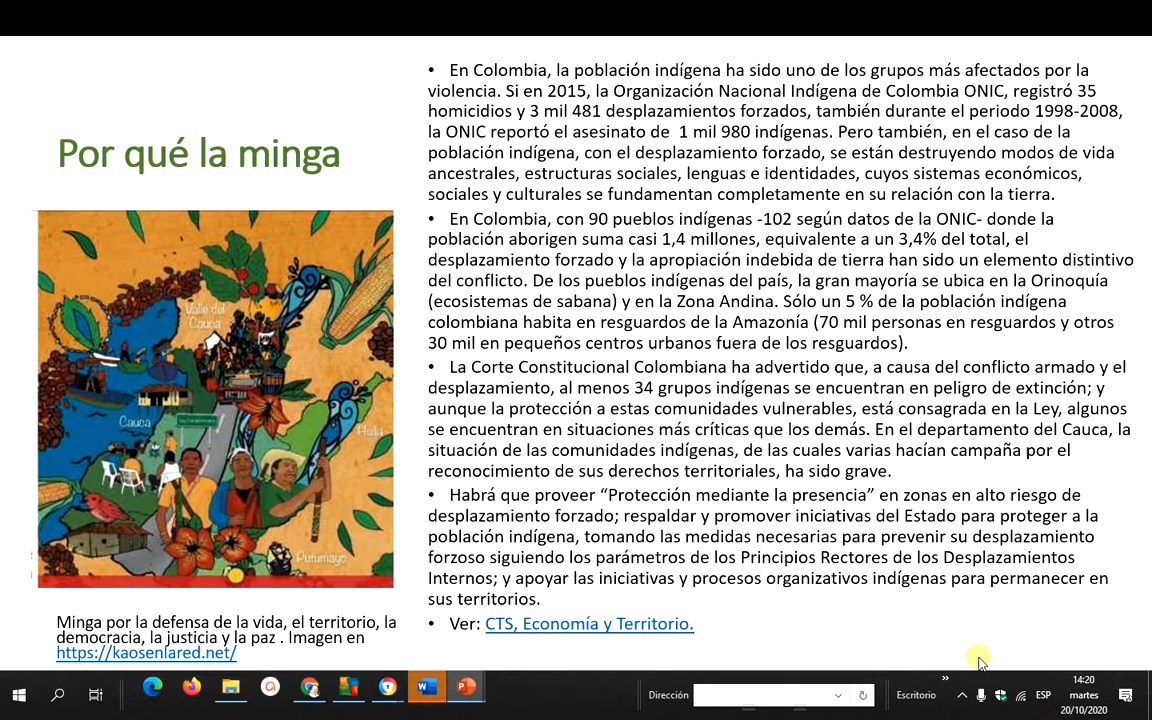 Por qué la minga
Valle del
Cauca
Cauca
Huila
Putumayo
Minga por la defensa de la vida, el territorio, la
democracia, la justicia y la paz . Imagen en
https://kaosenlared.net/
• En Colombia, la población indígena ha sido uno de los grupos más afectados por la
violencia. Si en 2015, la Organización Nacional Indígena de Colombia ONIC, registró 35
homicidios y 3 mil 481 desplazamientos forzados, también durante el periodo 1998-2008,
la ONIC reportó el asesinato de 1 mil 980 indígenas. Pero también, en el caso de la
población indígena, con el desplazamiento forzado, se están destruyendo modos de vida
ancestrales, estructuras sociales, lenguas e identidades, cuyos sistemas económicos,
sociales y culturales se fundamentan completamente en su relación con la tierra.
• En Colombia, con 90 pueblos indígenas -102 según datos de la ONIC- donde la
población aborigen suma casi 1,4 millones, equivalente a un 3,4% del total, el
desplazamiento forzado y la apropiación indebida de tierra han sido un elemento distintivo
del conflicto. De los pueblos indígenas del país, la gran mayoría se ubica en la Orinoquía
(ecosistemas de sabana) y en la Zona Andina. Sólo un 5 % de la población indígena
colombiana habita en resguardos de la Amazonía (70 mil personas en resguardos y otros
30 mil en pequeños centros urbanos fuera de los resguardos).
• La Corte Constitucional Colombiana ha advertido que, a causa del conflicto armado y el
desplazamiento, al menos 34 grupos indígenas se encuentran en peligro de extinción; y
aunque la protección a estas comunidades vulnerables, está consagrada en la Ley, algunos
se encuentran en situaciones más críticas que los demás. En el departamento del Cauca, la
situación de las comunidades indígenas, de las cuales varias hacían campaña por el
reconocimiento de sus derechos territoriales, ha sido grave.
• Habrá que proveer “Protección mediante la presencia” en zonas en alto riesgo de
desplazamiento forzado; respaldar y promover iniciativas del Estado para proteger a la
población indígena, tomando las medidas necesarias para prevenir su desplazamiento
forzoso siguiendo los parámetros de los Principios Rectores de los Desplazamientos
Internos; y apoyar las iniciativas y procesos organizativos indígenas para permanecer en
sus territorios.
• Ver: CTS, Economía y Territorio.
Dirección
Escritorio
ESP
14:20
martes
20/10/2020